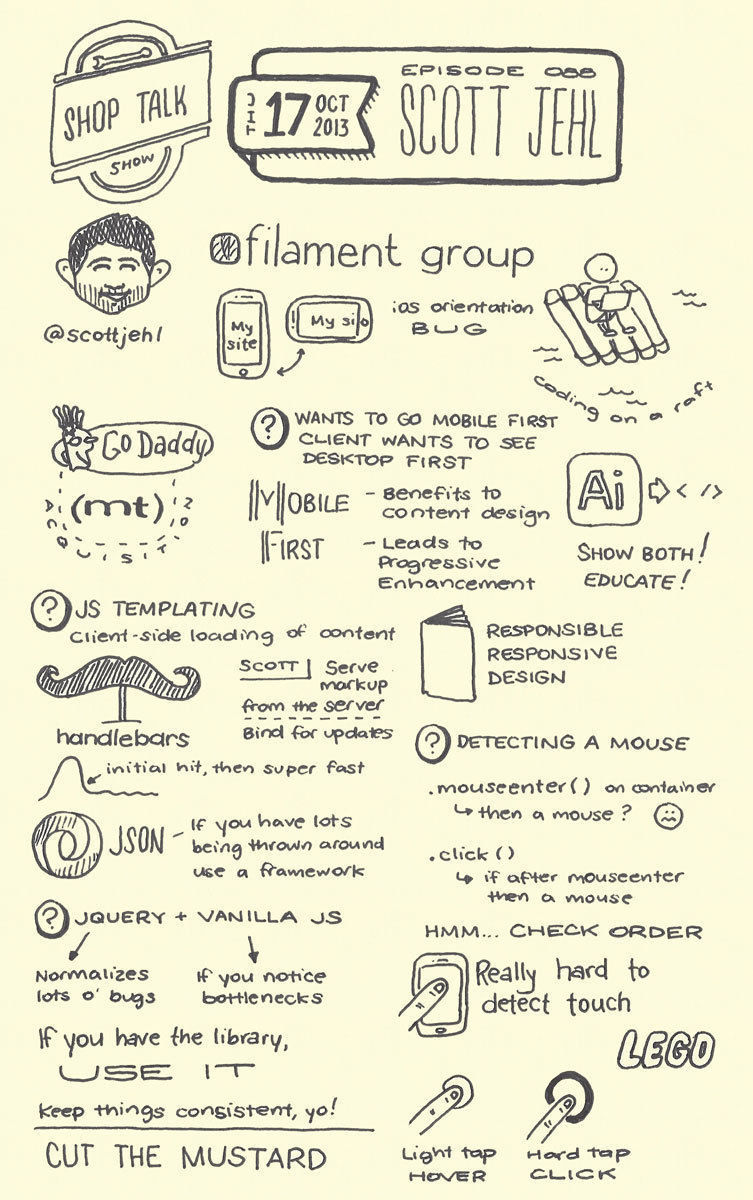 SHOP TALK
SHOW
EPISODE 088
SCOTT JEHL
17 OCT
2013
filament group
@scottjehl
My
site
My si
iOS orientation
BUG
coding on a raft
GO Daddy
(mt)
WANTS TO GO MOBILE FIRST
CLIENT WANTS TO SEE
DESKTOP FIRST
MOBILE
FIRST
- Benefits to
content design
- Leads to
Progressive
Enhancement
Ai
< />
SHOW BOTH!
EDUCATE!
? JS TEMPLATING
Client-side loading of content
handlebars
SCOTT Serve
markup
from the server
Bind for updates
initial hit, then super fast
JSON - If you have lots
being thrown around
use a framework
? JQUERY + VANILLA JS
Normalizes
lots o' bugs
If you notice
bottlenecks
If you have the library,
USE IT
Keep things consistent, yo!
CUT THE MUSTARD
RESPONSIBLE
RESPONSIVE
DESIGN
? DETECTING A MOUSE
.mouseenter() on container
then a mouse?
.click()
if after mouseenter
then a mouse
HMM... CHECK ORDER
Really hard to
detect touch
LEGO
Light tap
HOVER
Hard tap
CLICK